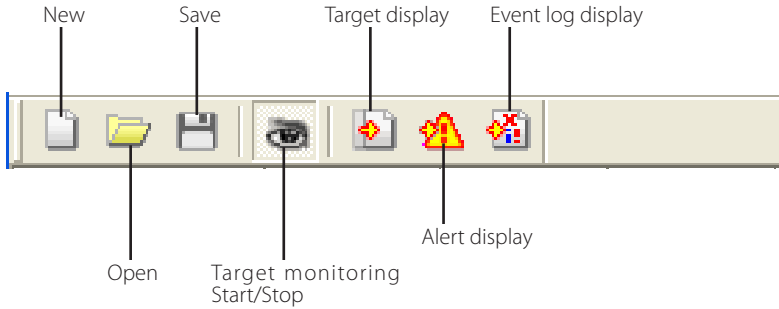 New
Save
Target display
Event log display
Alert display
Open
Target monitoring
Start/Stop